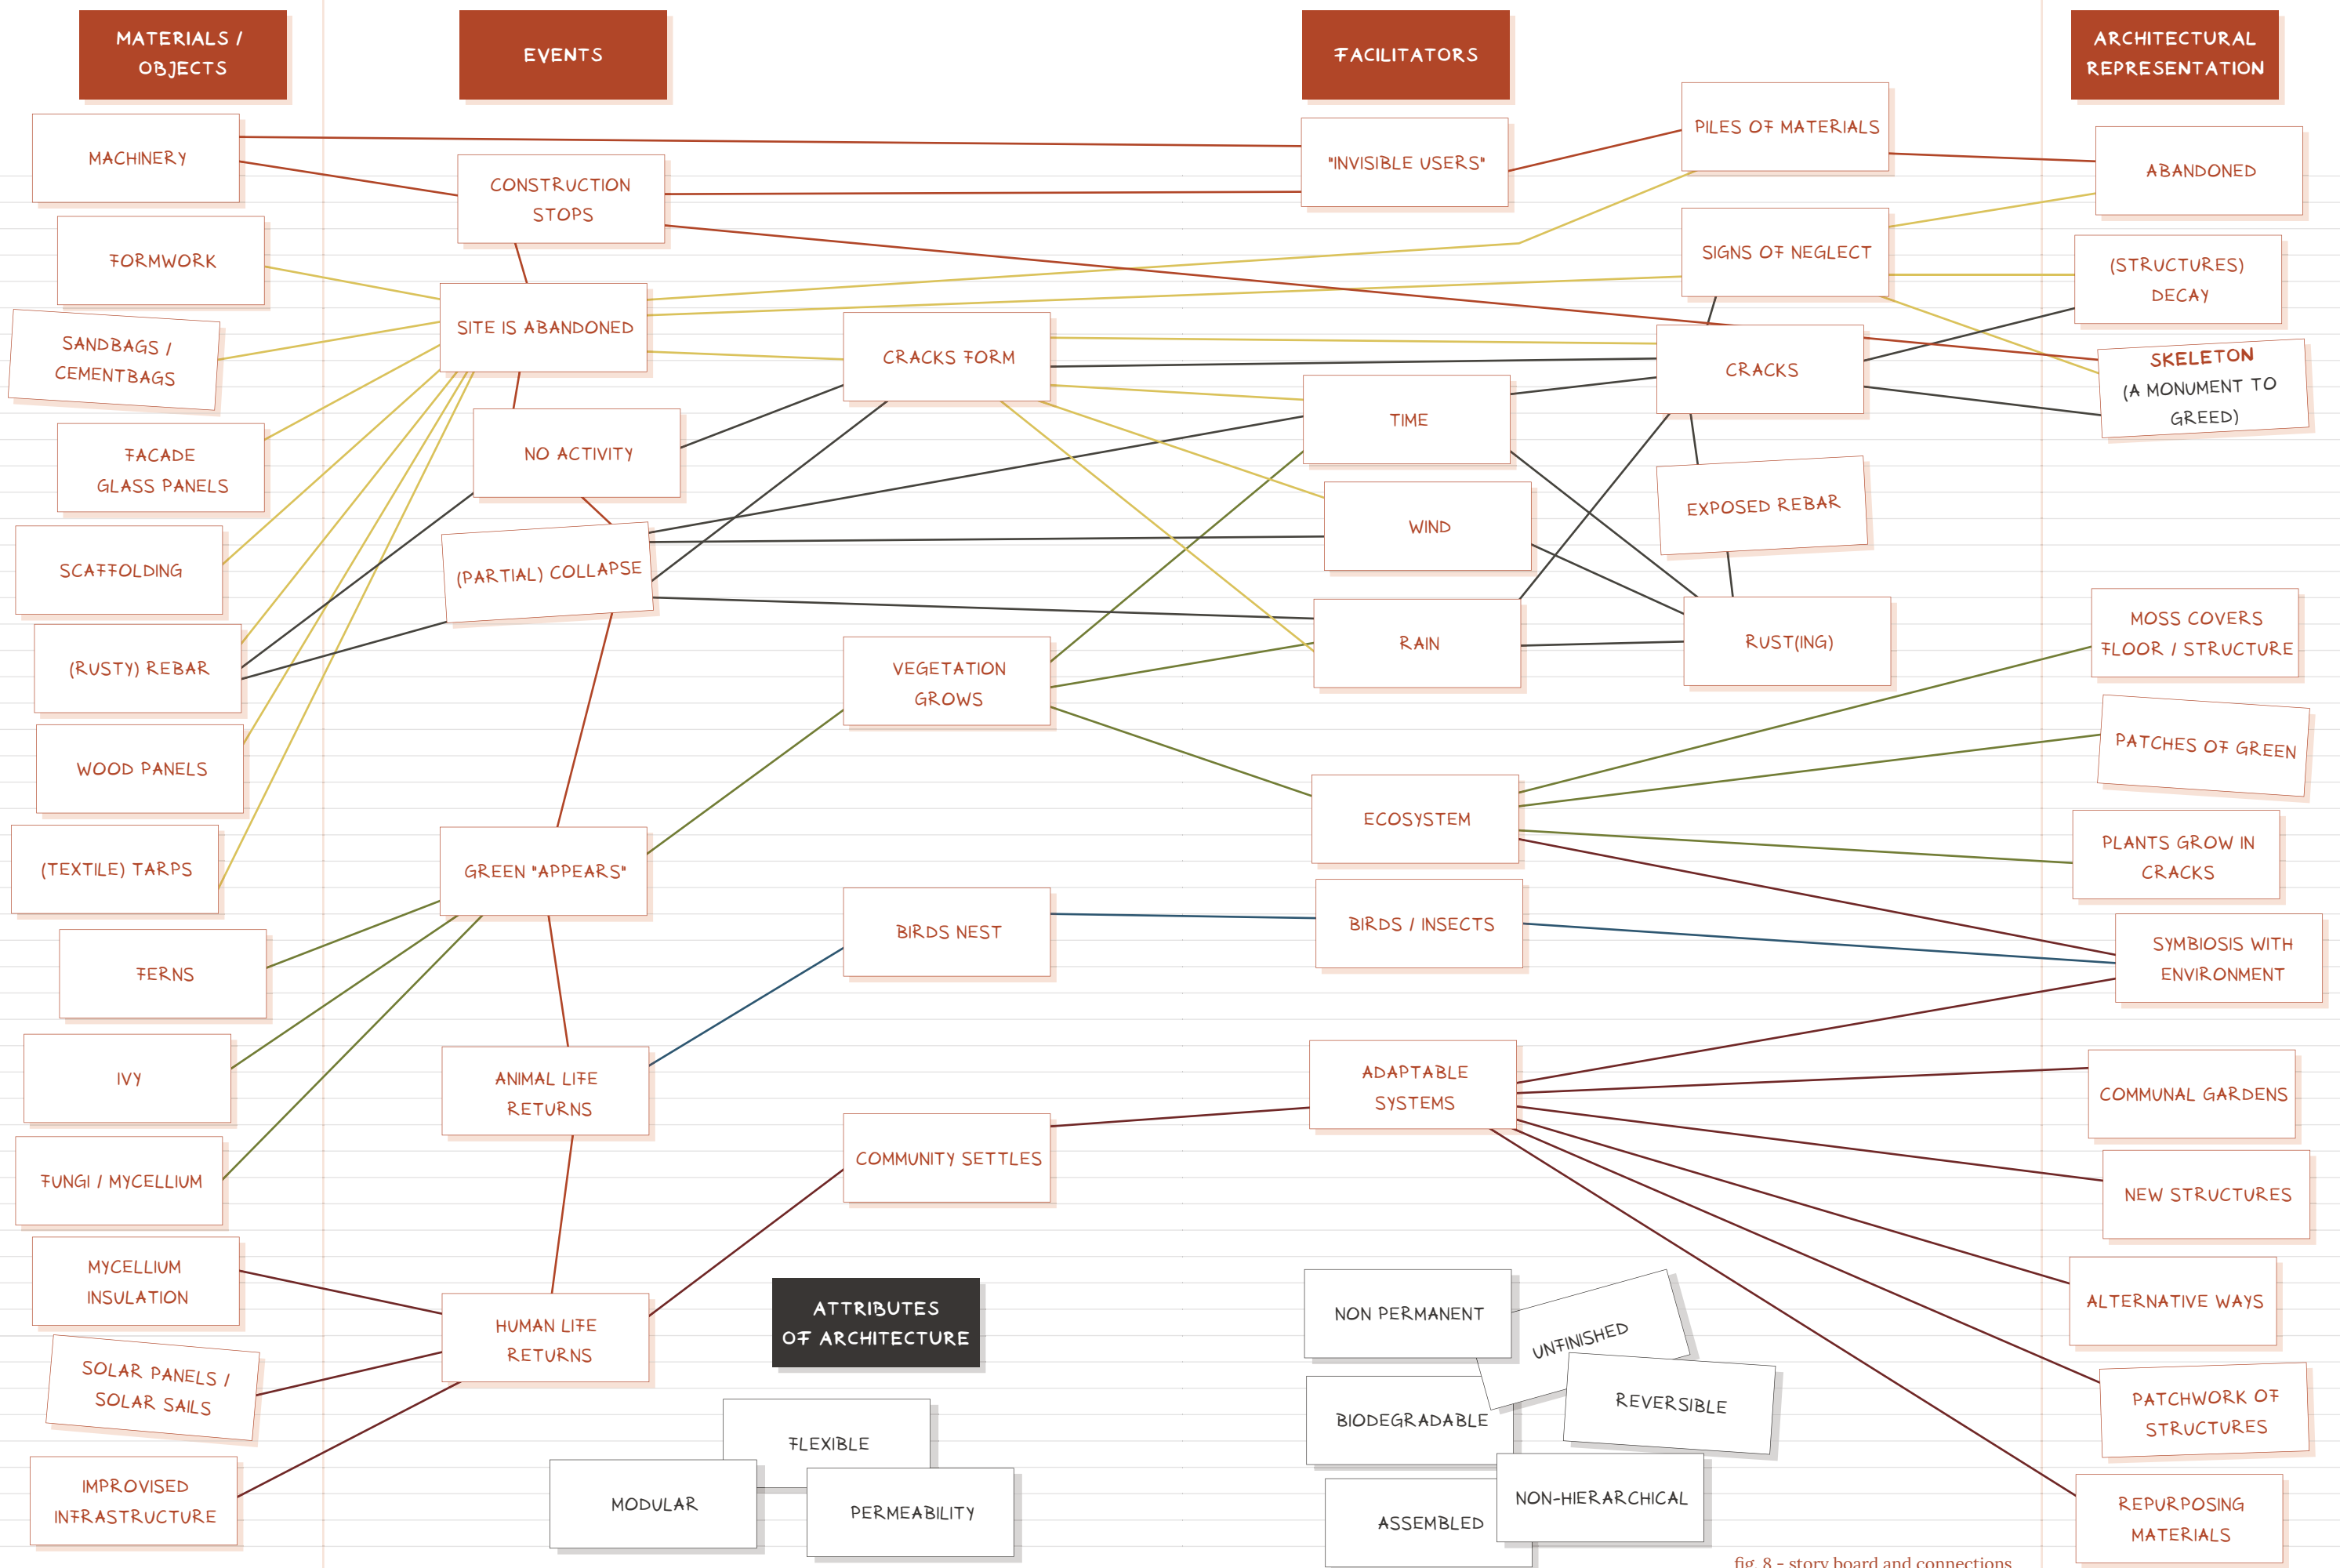 MATERIALS /
OBJECTS
EVENTS
FACILITATORS
ARCHITECTURAL
REPRESENTATION
MACHINERY
FORMWORK
SANDBAGS /
CEMENTBAGS
FACADE
GLASS PANELS
SCAFFOLDING
(RUSTY) REBAR
WOOD PANELS
(TEXTILE) TARPS
FERNS
IVY
FUNGI / MYCELLIUM
MYCELLIUM
INSULATION
SOLAR PANELS /
SOLAR SAILS
IMPROVISED
INFRASTRUCTURE
CONSTRUCTION
STOPS
SITE IS ABANDONED
NO ACTIVITY
(PARTIAL) COLLAPSE
GREEN "APPEARS"
ANIMAL LIFE
RETURNS
HUMAN LIFE
RETURNS
CRACKS FORM
VEGETATION
GROWS
BIRDS NEST
COMMUNITY SETTLES
"INVISIBLE USERS"
TIME
WIND
RAIN
ECOSYSTEM
BIRDS / INSECTS
ADAPTABLE
SYSTEMS
PILES OF MATERIALS
SIGNS OF NEGLECT
CRACKS
EXPOSED REBAR
RUST(ING)
ABANDONED
(STRUCTURES)
DECAY
SKELETON
(A MONUMENT TO
GREED)
MOSS COVERS
FLOOR / STRUCTURE
PATCHES OF GREEN
PLANTS GROW IN
CRACKS
SYMBIOSIS WITH
ENVIRONMENT
COMMUNAL GARDENS
NEW STRUCTURES
ALTERNATIVE WAYS
PATCHWORK OF
STRUCTURES
REPURPOSING
MATERIALS
ATTRIBUTES
OF ARCHITECTURE
FLEXIBLE
MODULAR
PERMEABILITY
NON PERMANENT
UNFINISHED
BIODEGRADABLE
REVERSIBLE
NON-HIERARCHICAL
ASSEMBLED
fig. 8 - story board and connections